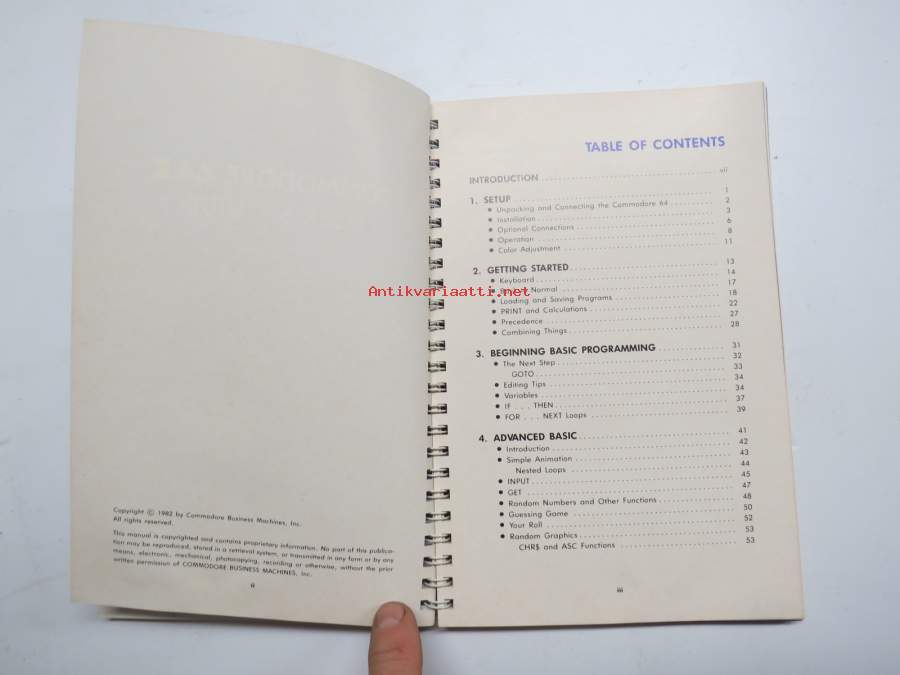 Copyright © 1982 by Commodore Business Machines, Inc.
All rights reserved.
This manual is copyrighted and contains proprietary information. No part of this publica-
tion may be reproduced, stored in a retrieval system, or transmitted in any form or by any
means, electronic, mechanical, photocopying, recording or otherwise, without the prior
written permission of COMMODORE BUSINESS MACHINES, Inc.
ii
TABLE OF CONTENTS
INTRODUCTION vii
1. SETUP 1
● Unpacking and Connecting the Commodore 64 2
● Installation 3
● Optional Connections 6
● Operation 8
● Color Adjustment 11
2. GETTING STARTED 13
● Keyboard 14
● Normal 17
● Loading and Saving Programs 18
● PRINT and Calculations 22
● Precedence 27
● Combining Things 28
3. BEGINNING BASIC PROGRAMMING 31
● The Next Step 32
GOTO 33
● Editing Tips 34
● Variables 34
● IF . . . THEN 37
● FOR . . . NEXT Loops 39
4. ADVANCED BASIC 41
● Introduction 42
● Simple Animation 43
Nested Loops 44
● INPUT 45
● GET 47
● Random Numbers and Other Functions 48
● Guessing Game 50
● Your Roll 52
● Random Graphics 53
CHR$ and ASC Functions 53
iii
Antikvariaatti.net